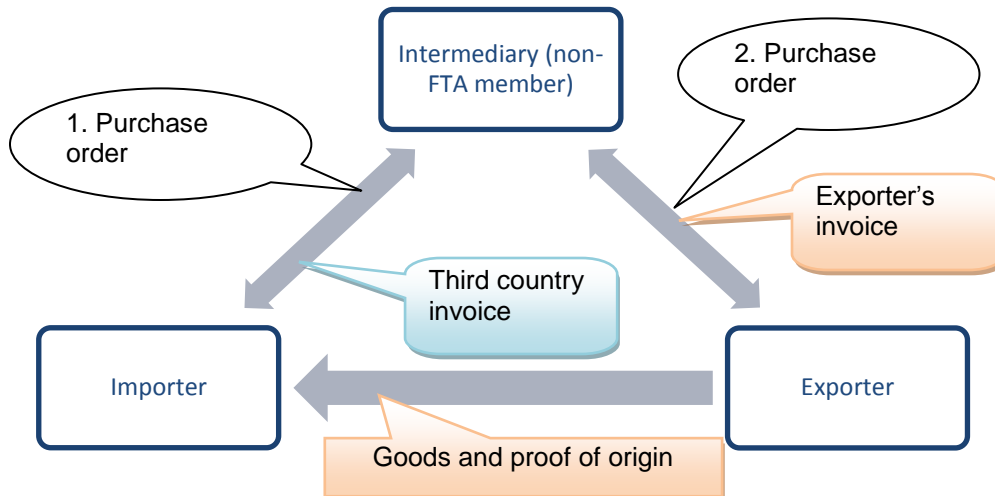 Intermediary (non-
FTA member)
2. Purchase
order
1. Purchase
order
Exporter’s
invoice
Third country
invoice
Importer
Exporter
Goods and proof of origin